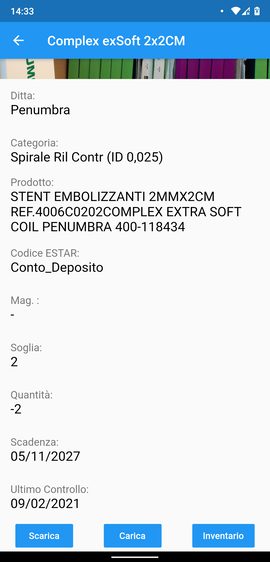 14:33
Complex exSoft 2x2CM
Ditta:
Penumbra
Categoria:
Spirale Ril Contr (ID 0,025)
Prodotto:
STENT EMBOLIZZANTI 2MMX2CM
REF.4006C0202COMPLEX EXTRA SOFT
COIL PENUMBRA 400-118434
Codice ESTAR:
Conto_Deposito
Mag. :
-
Soglia:
2
Quantità:
-2
Scadenza:
05/11/2027
Ultimo Controllo:
09/02/2021
Scarica Carica Inventario